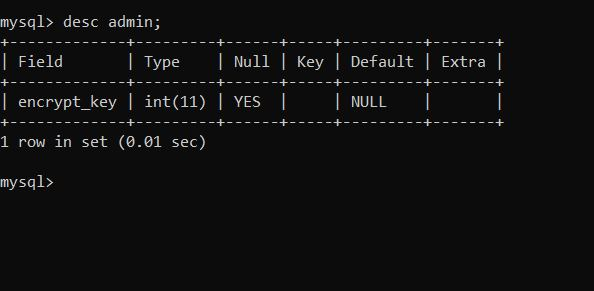 mysql> desc admin;
+-------------+---------+------+-----+---------+-------+
| Field       | Type    | Null | Key | Default | Extra |
+-------------+---------+------+-----+---------+-------+
| encrypt_key | int(11) | YES  |     | NULL    |       |
+-------------+---------+------+-----+---------+-------+
1 row in set (0.01 sec)
mysql>